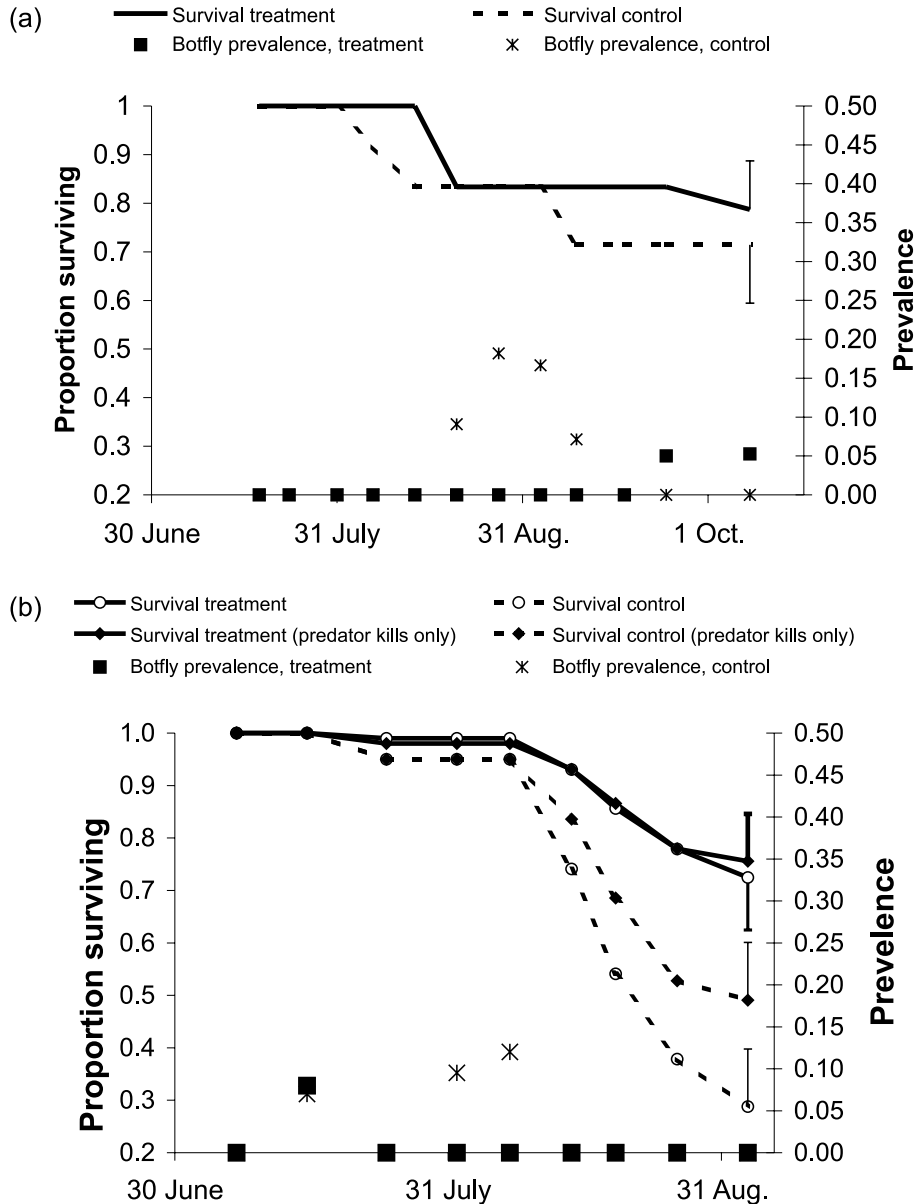 (a)
Survival treatment
Survival control
Botfly prevalence, treatment
Botfly prevalence, control
Proportion surviving
1
0.9
0.8
0.7
0.6
0.5
0.4
0.3
0.2
0.50
0.45
0.40
0.35
0.30
0.25
0.20
0.15
0.10
0.05
0.00
Prevalence
30 June
31 July
31 Aug.
1 Oct.
(b)
Survival treatment
Survival control
Survival treatment (predator kills only)
Survival control (predator kills only)
Botfly prevalence, treatment
Botfly prevalence, control
Proportion surviving
1.0
0.9
0.8
0.7
0.6
0.5
0.4
0.3
0.2
0.50
0.45
0.40
0.35
0.30
0.25
0.20
0.15
0.10
0.05
0.00
Prevelence
30 June
31 July
31 Aug.